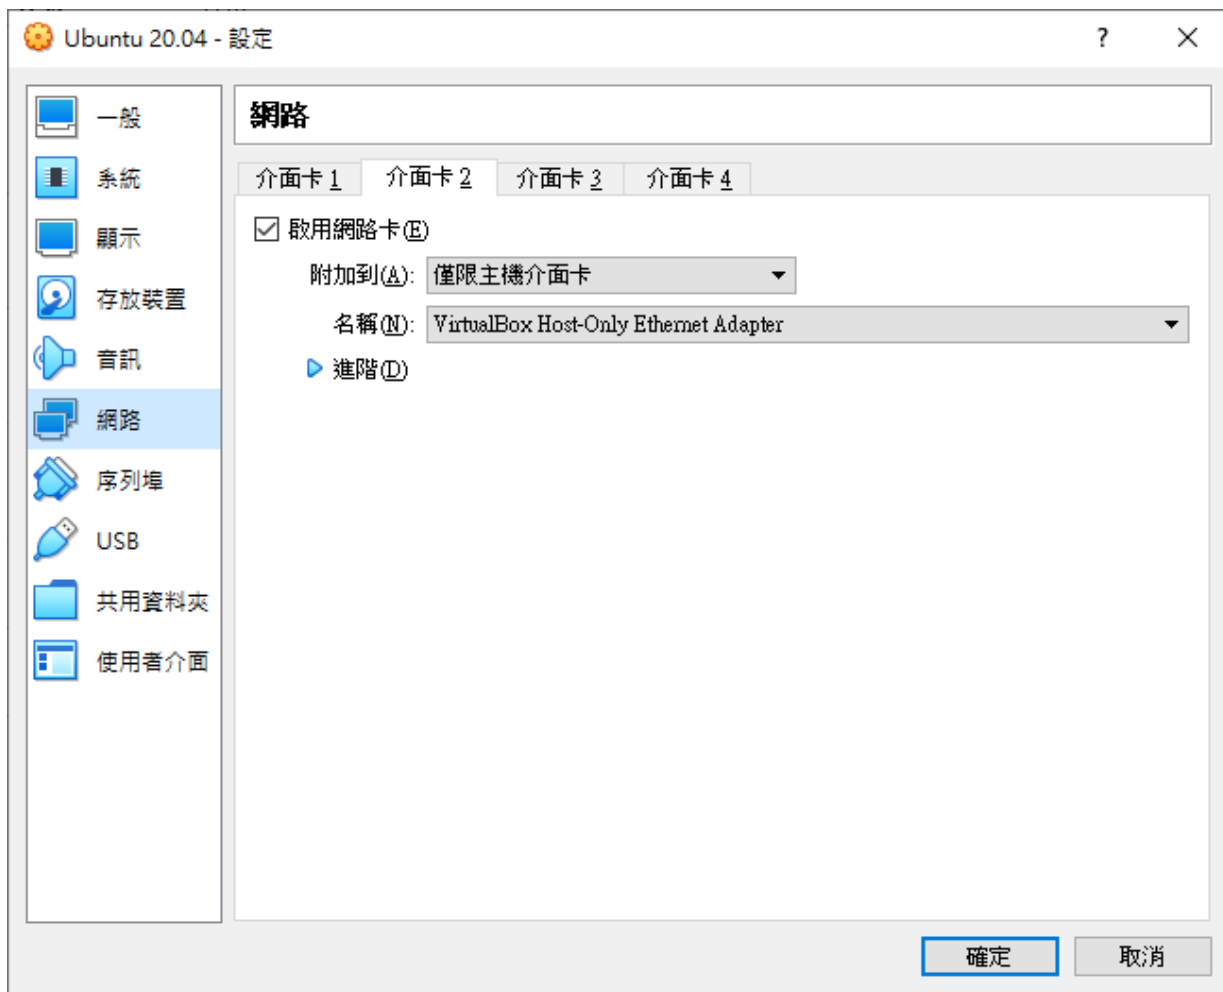 Ubuntu 20.04 - 設定
?
一般
系統
顯示
存放裝置
音訊
網路
序列埠
USB
共用資料夾
使用者介面
網路
介面卡 1 介面卡 2 介面卡 3 介面卡 4
啟用網路卡(E)
附加到(A): 僅限主機介面卡
名稱(N): VirtualBox Host-Only Ethernet Adapter
進階(D)
確定 取消